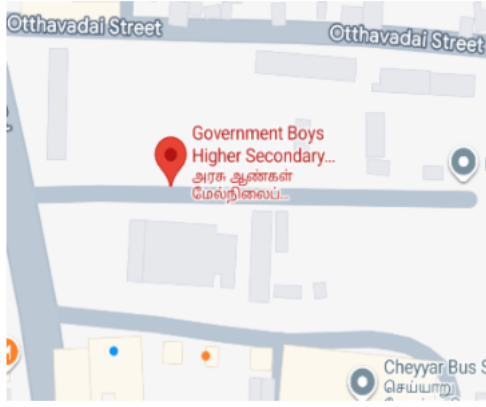 Otthavadai Street
Otthavadai Street
Government Boys
Higher Secondary...
அரசு ஆண்கள்
மேல்நிலைப்...
Cheyyar Bus S
செய்யாறு